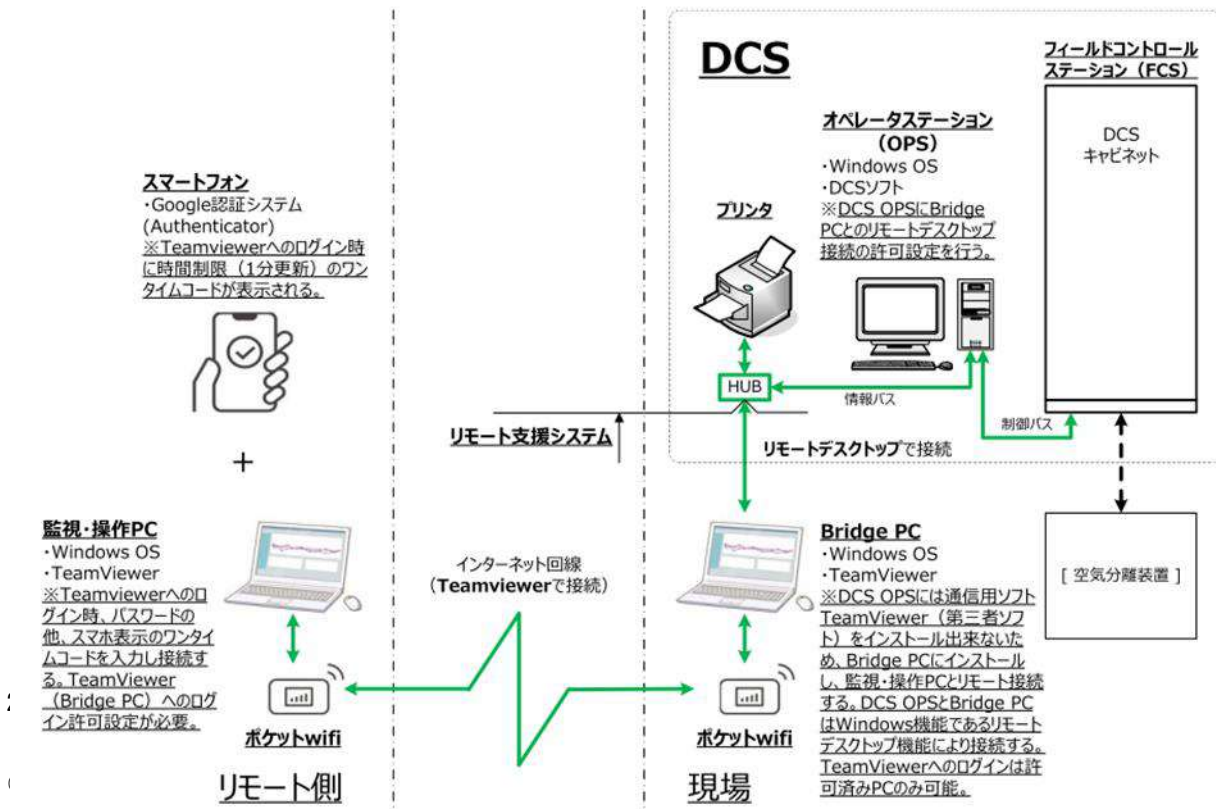 DCS
フィールドコントロール
ステーション（FCS）
DCS
キャビネット
オペレータステーション
（OPS）
・Windows OS
・DCSソフト
※DCS OPSにBridge
PCとのリモートデスクトップ
接続の許可設定を行う。
プリンタ
スマートフォン
・Google認証システム
(Authenticator)
※Teamviewerへのログイン時
に時間制限（1分更新）のワン
タイムコードが表示される。
HUB
情報バス
制御バス
リモート支援システム
リモートデスクトップで接続
+
監視・操作PC
・Windows OS
・TeamViewer
※Teamviewerへのロ
グイン時、パスワードの
他、スマホ表示のワンタイ
ムコードを入力し接続す
る。TeamViewer
（Bridge PC）へのログ
イン許可設定が必要。
インターネット回線
（Teamviewerで接続）
Bridge PC
・Windows OS
・TeamViewer
※DCS OPSには通信用ソフト
TeamViewer（第三者ソフ
ト）をインストール出来ないた
め、Bridge PCにインストール
し、監視・操作PCとリモート接続
する。DCS OPSとBridge PC
はWindows機能であるリモート
デスクトップ機能により接続する。
TeamViewerへのログインは許
可済みPCのみ可能。
[ 空気分離装置 ]
ポケットwifi
ポケットwifi
リモート側
現場